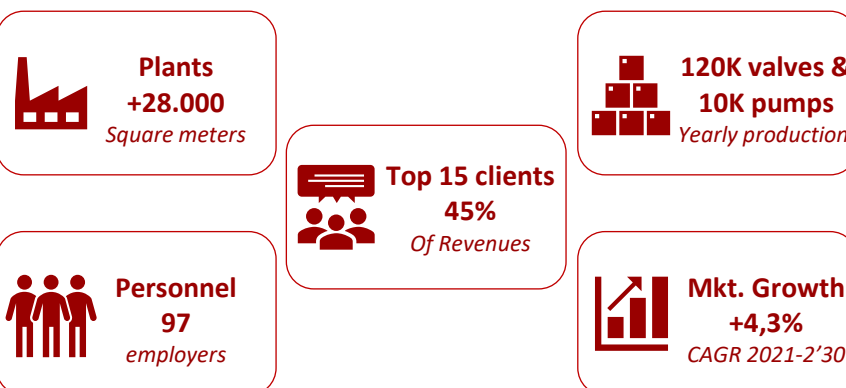 Plants
+28.000
Square meters
120K valves &
10K pumps
Yearly production
Top 15 clients
45%
Of Revenues
Personnel
97
employers
Mkt. Growth
+4,3%
CAGR 2021-2’30